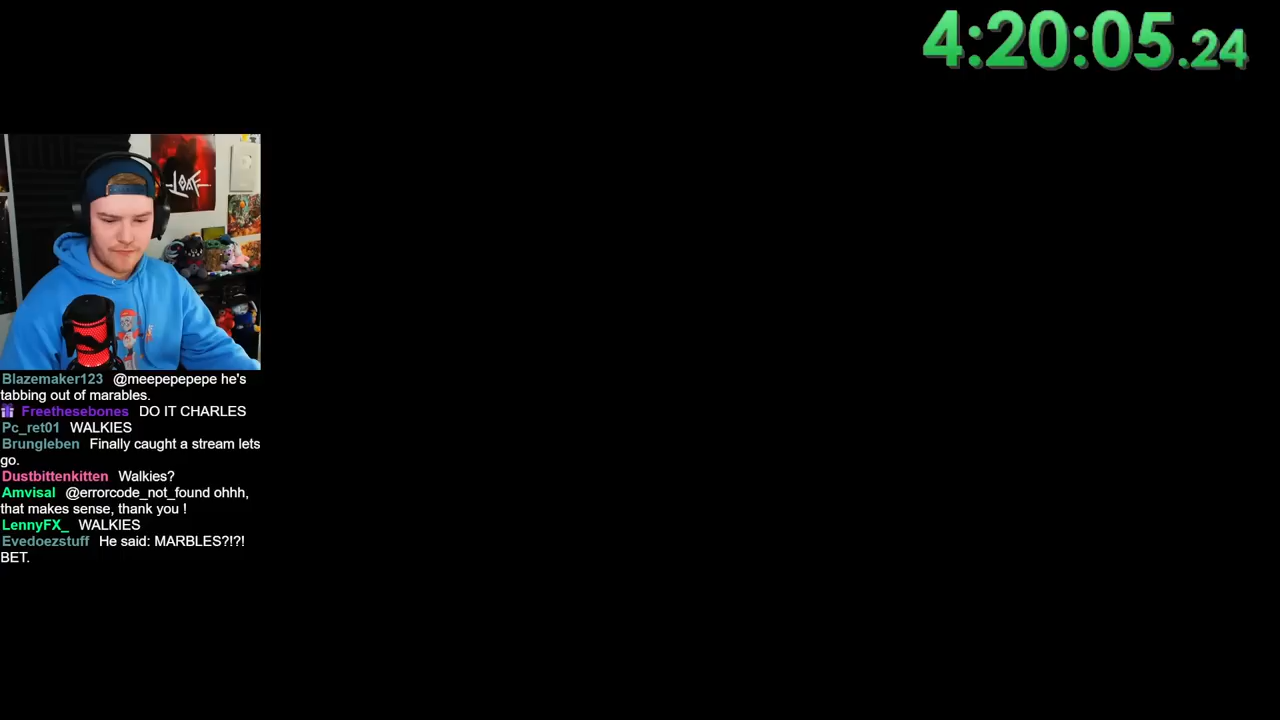 4:20:05.24
LOAF
Blazemaker123 @meepepepepe he's
tabbing out of marables.
Freethesebones DO IT CHARLES
Pc_ret01 WALKIES
Brungleben Finally caught a stream lets
go.
Dustbittenkitten Walkies?
Amvisal @errorcode_not_found ohhh,
that makes sense, thank you !
LennyFX_ WALKIES
Evedoezstuff He said: MARBLES?!?!
BET.